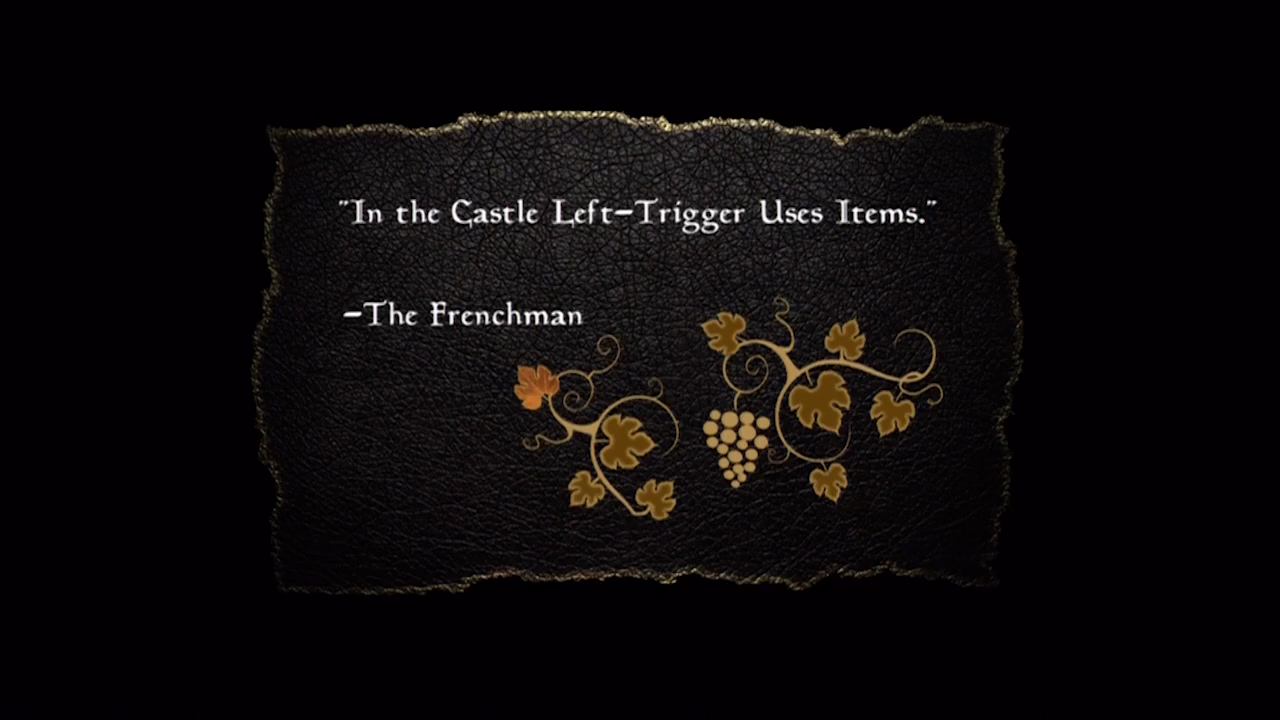 "In the Castle Left-Trigger Uses Items."
-The Frenchman